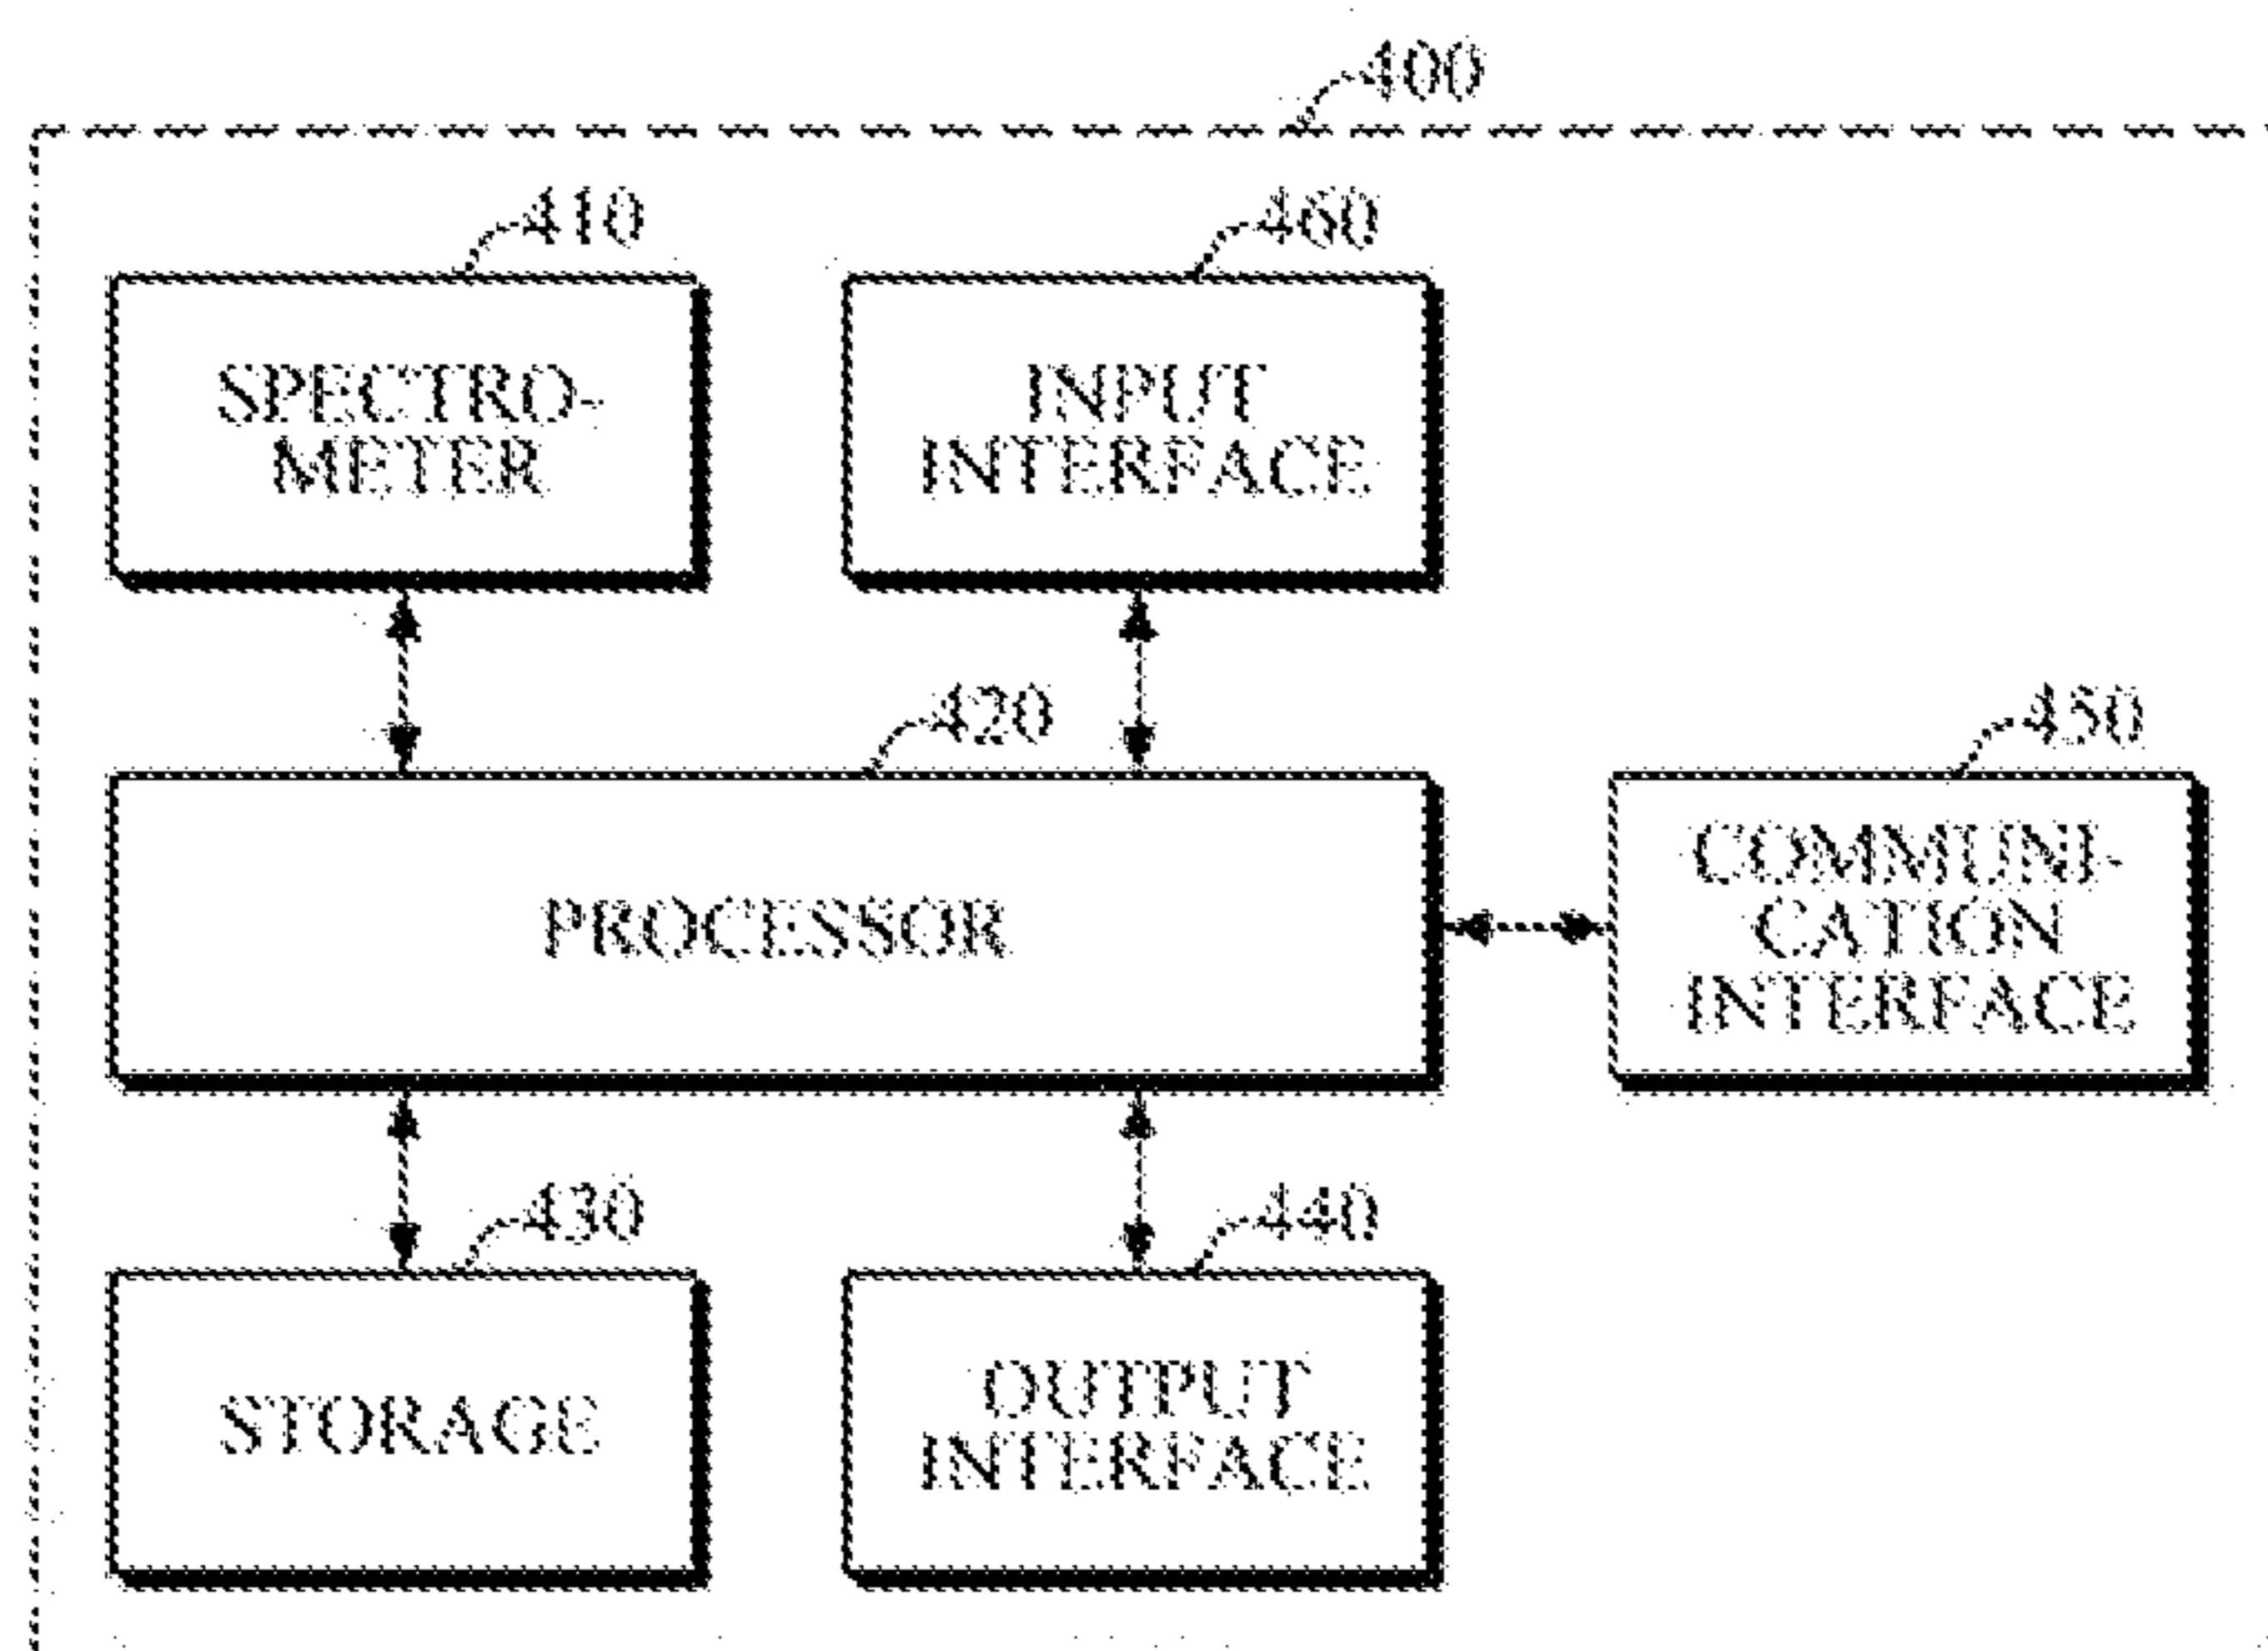 400
410
460
SPECTRO-
METER
INPUT
INTERFACE
420
450
PROCESSOR
COMMUNI-
CATION
INTERFACE
430
440
STORAGE
OUTPUT
INTERFACE